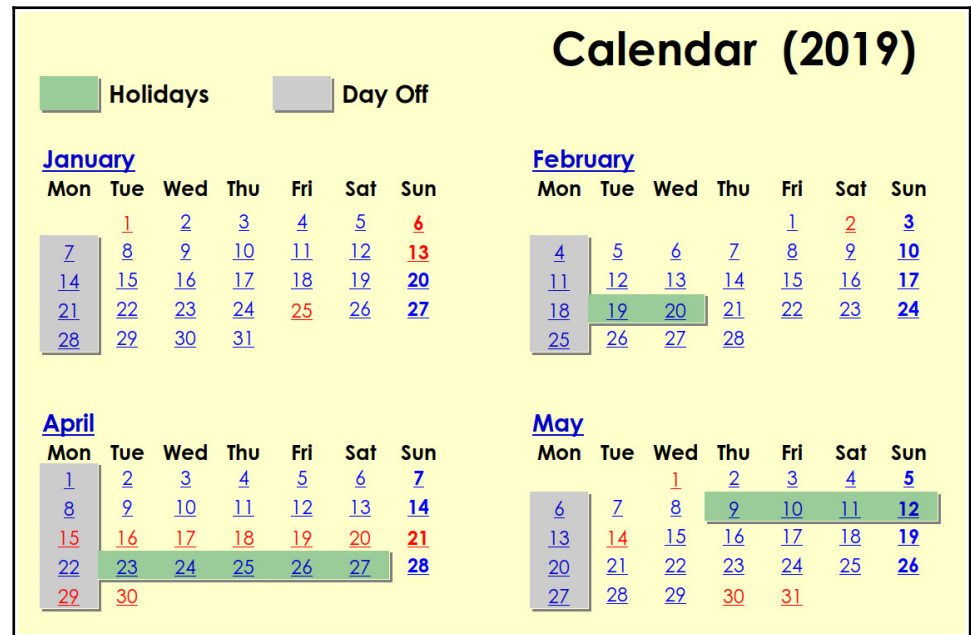 Calendar (2019)
Holidays Day Off
January
Mon Tue Wed Thu Fri Sat Sun
1 2 3 4 5 6
7 8 9 10 11 12 13
14 15 16 17 18 19 20
21 22 23 24 25 26 27
28 29 30 31
February
Mon Tue Wed Thu Fri Sat Sun
1 2 3
4 5 6 7 8 9 10
11 12 13 14 15 16 17
18 19 20 21 22 23 24
25 26 27 28
April
Mon Tue Wed Thu Fri Sat Sun
1 2 3 4 5 6 7
8 9 10 11 12 13 14
15 16 17 18 19 20 21
22 23 24 25 26 27 28
29 30
May
Mon Tue Wed Thu Fri Sat Sun
1 2 3 4 5
6 7 8 9 10 11 12
13 14 15 16 17 18 19
20 21 22 23 24 25 26
27 28 29 30 31